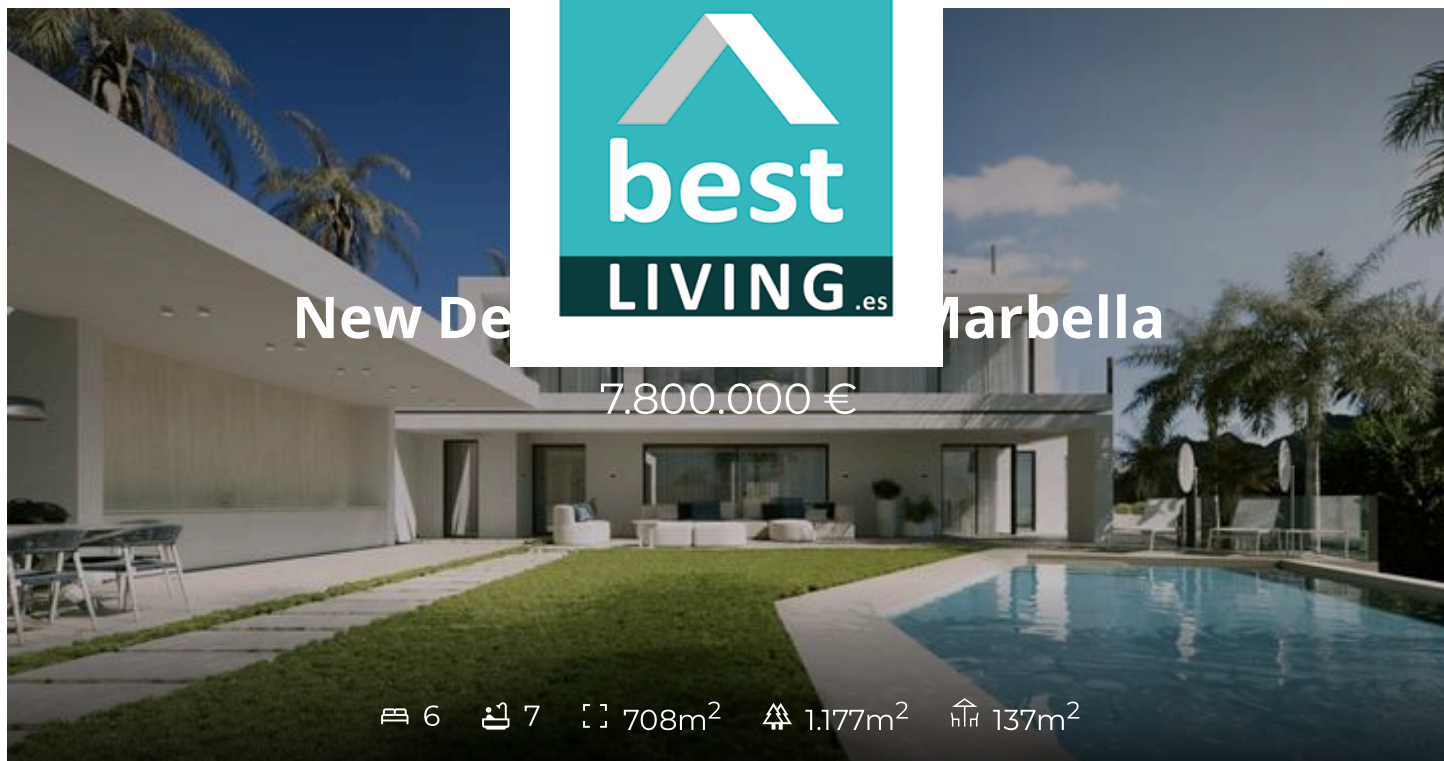 best
LIVING.es
New De Marbella
7.800.000 €
6 7 708m² 1.177m² 137m²